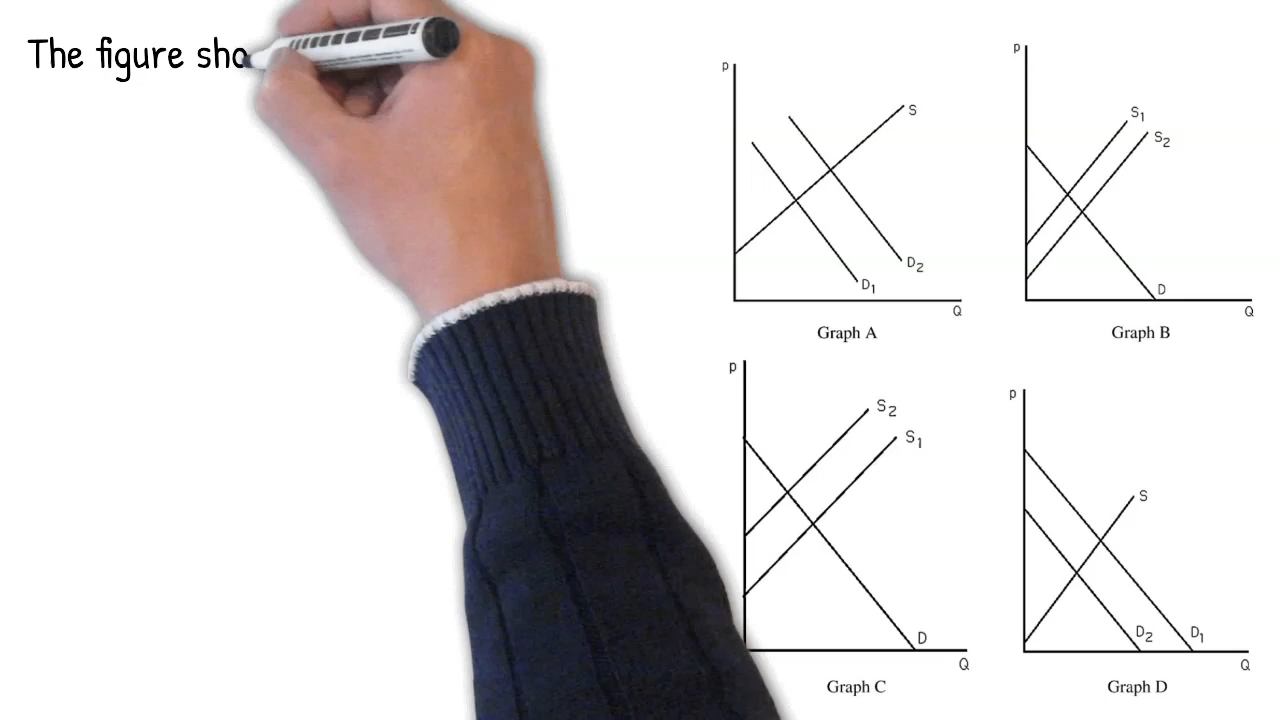 The figure sho
P
S
D1
D2
Q
Graph A
P
S1
S2
D
Q
Graph B
P
S2
S1
D
Q
Graph C
P
S
D2
D1
Q
Graph D